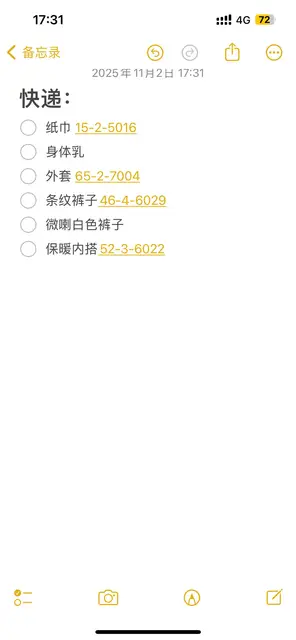 17:31
4G 72
备忘录
2025年11月2日 17:31
快递：
纸巾 15-2-5016
身体乳
外套 65-2-7004
条纹裤子 46-4-6029
微喇白色裤子
保暖内搭 52-3-6022